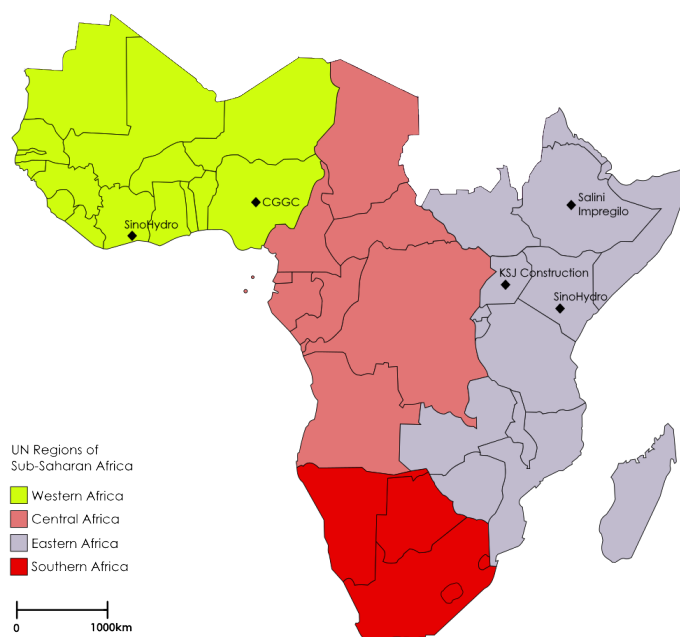 CGGC
SinoHydro
Salini
Impregilo
KSJ Construction
SinoHydro
UN Regions of
Sub-Saharan Africa
Western Africa
Central Africa
Eastern Africa
Southern Africa
0 1000km